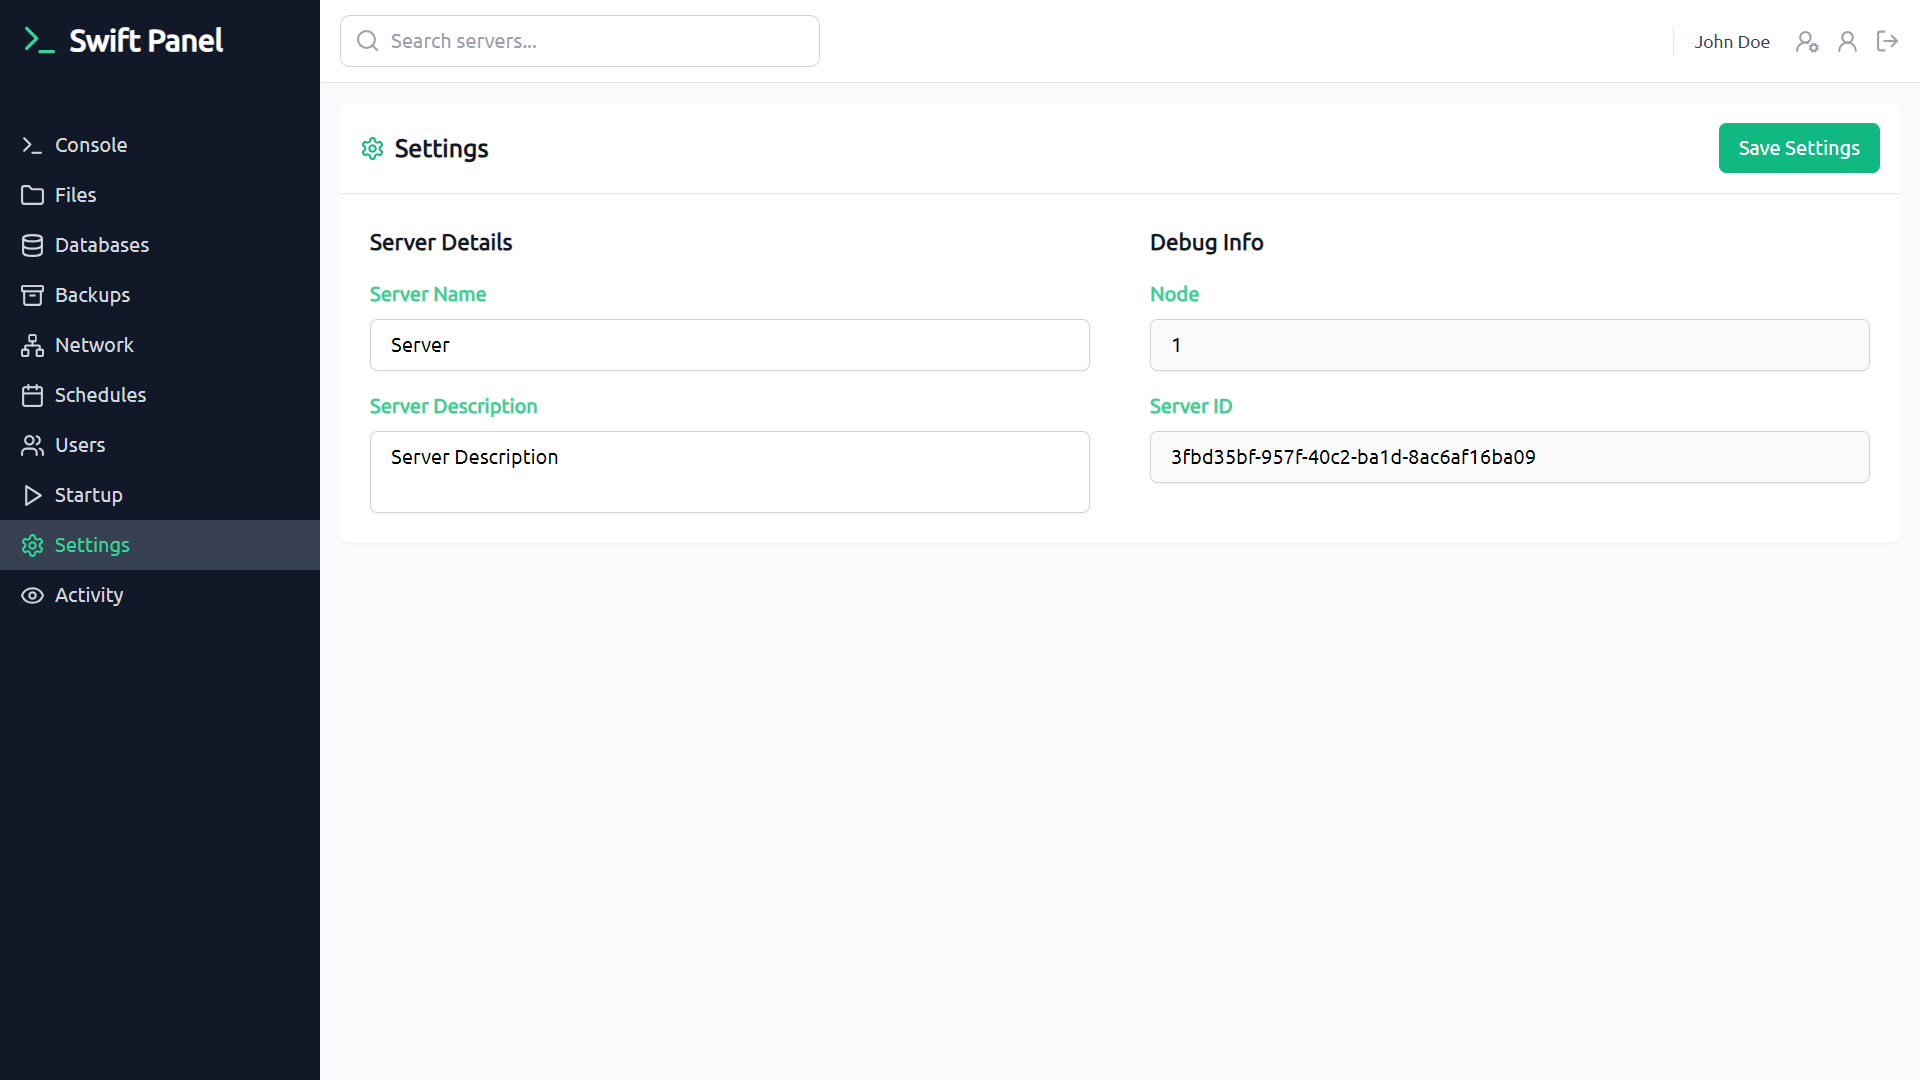 Swift Panel
Search servers...
John Doe
Console
Files
Databases
Backups
Network
Schedules
Users
Startup
Settings
Activity
Settings
Save Settings
Server Details
Server Name
Server
Server Description
Server Description
Debug Info
Node
1
Server ID
3fbd35bf-957f-40c2-ba1d-8ac6af16ba09